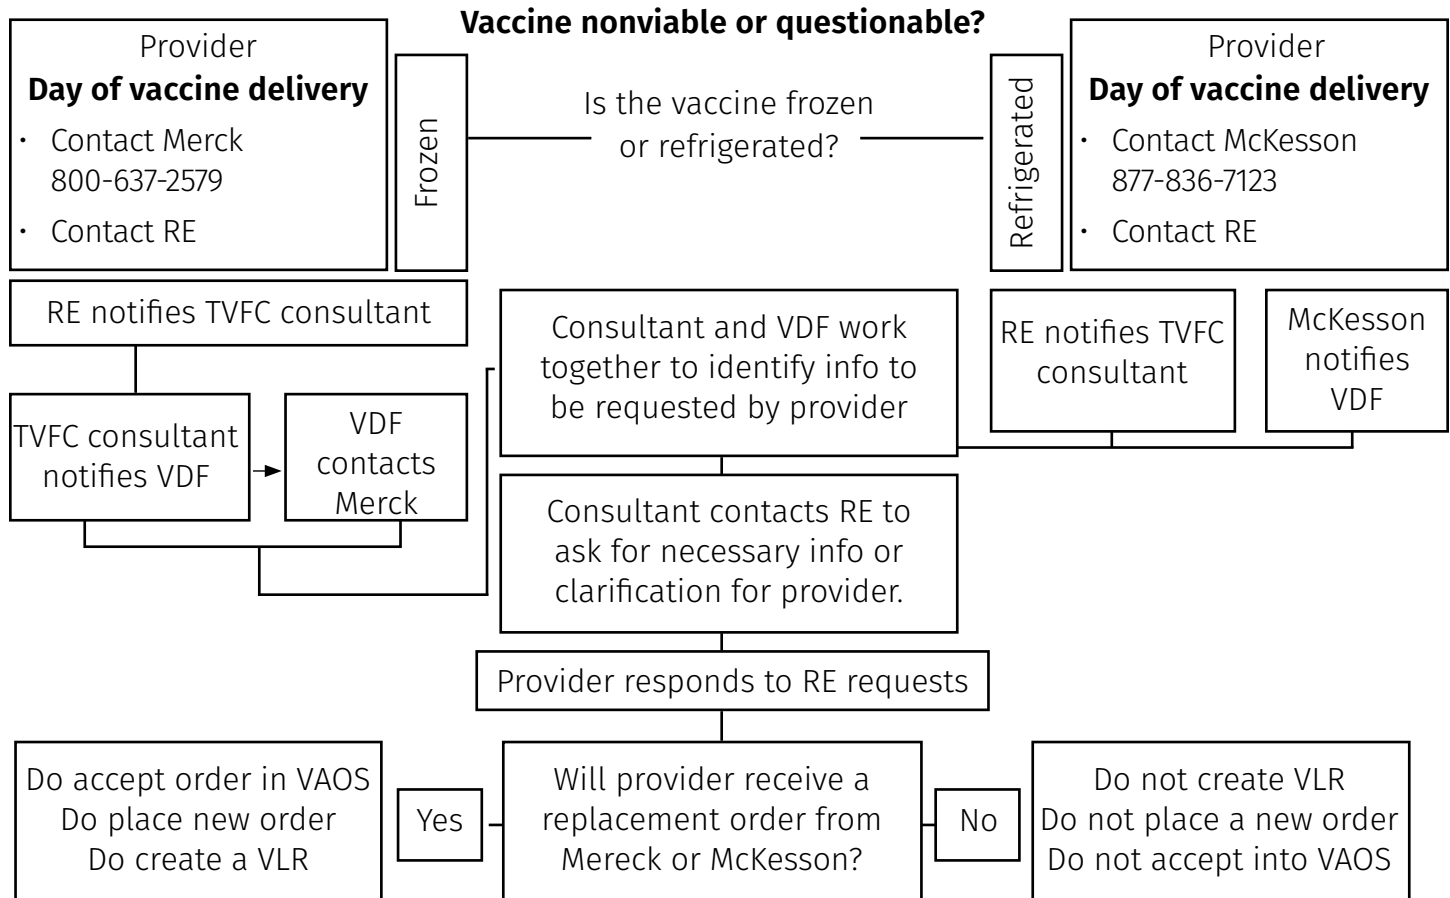 Vaccine nonviable or questionable?
Provider
Day of vaccine delivery
· Contact Merck
800-637-2579
· Contact RE
Frozen
Is the vaccine frozen
or refrigerated?
Refrigerated
Provider
Day of vaccine delivery
· Contact McKesson
877-836-7123
· Contact RE
RE notifies TVFC consultant
TVFC consultant
notifies VDF
VDF
contacts
Merck
Consultant and VDF work
together to identify info to
be requested by provider
RE notifies TVFC
consultant
McKesson
notifies
VDF
Consultant contacts RE to
ask for necessary info or
clarification for provider.
Provider responds to RE requests
Do accept order in VAOS
Do place new order
Do create a VLR
Yes
Will provider receive a
replacement order from
Mereck or McKesson?
No
Do not create VLR
Do not place a new order
Do not accept into VAOS